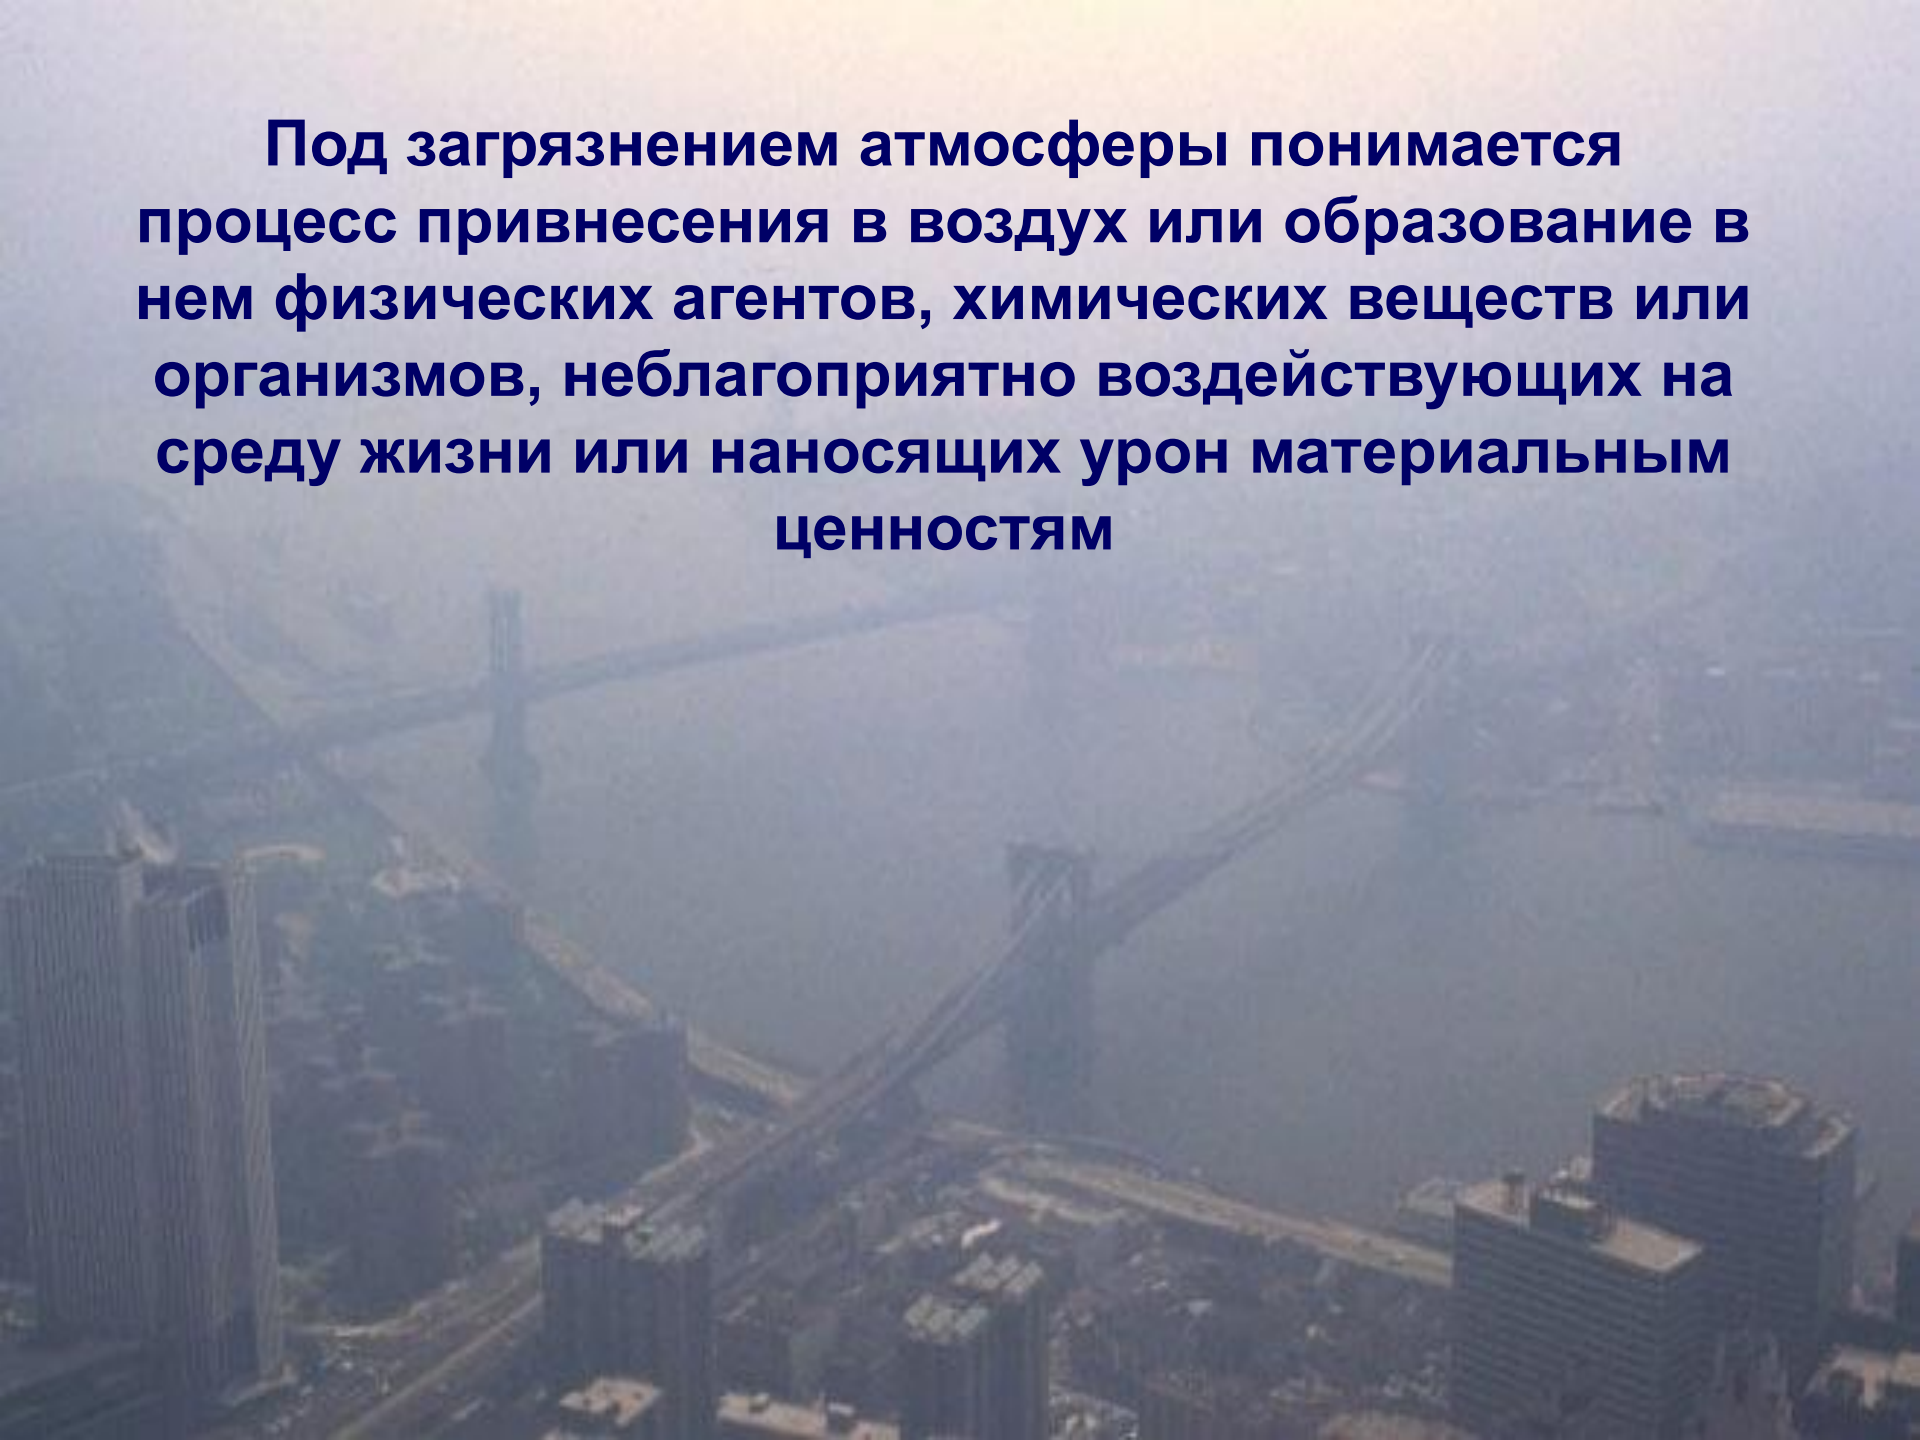 Под загрязнением атмосферы понимается
процесс привнесения в воздух или образование в
нем физических агентов, химических веществ или
организмов, неблагоприятно воздействующих на
среду жизни или наносящих урон материальным
ценностям